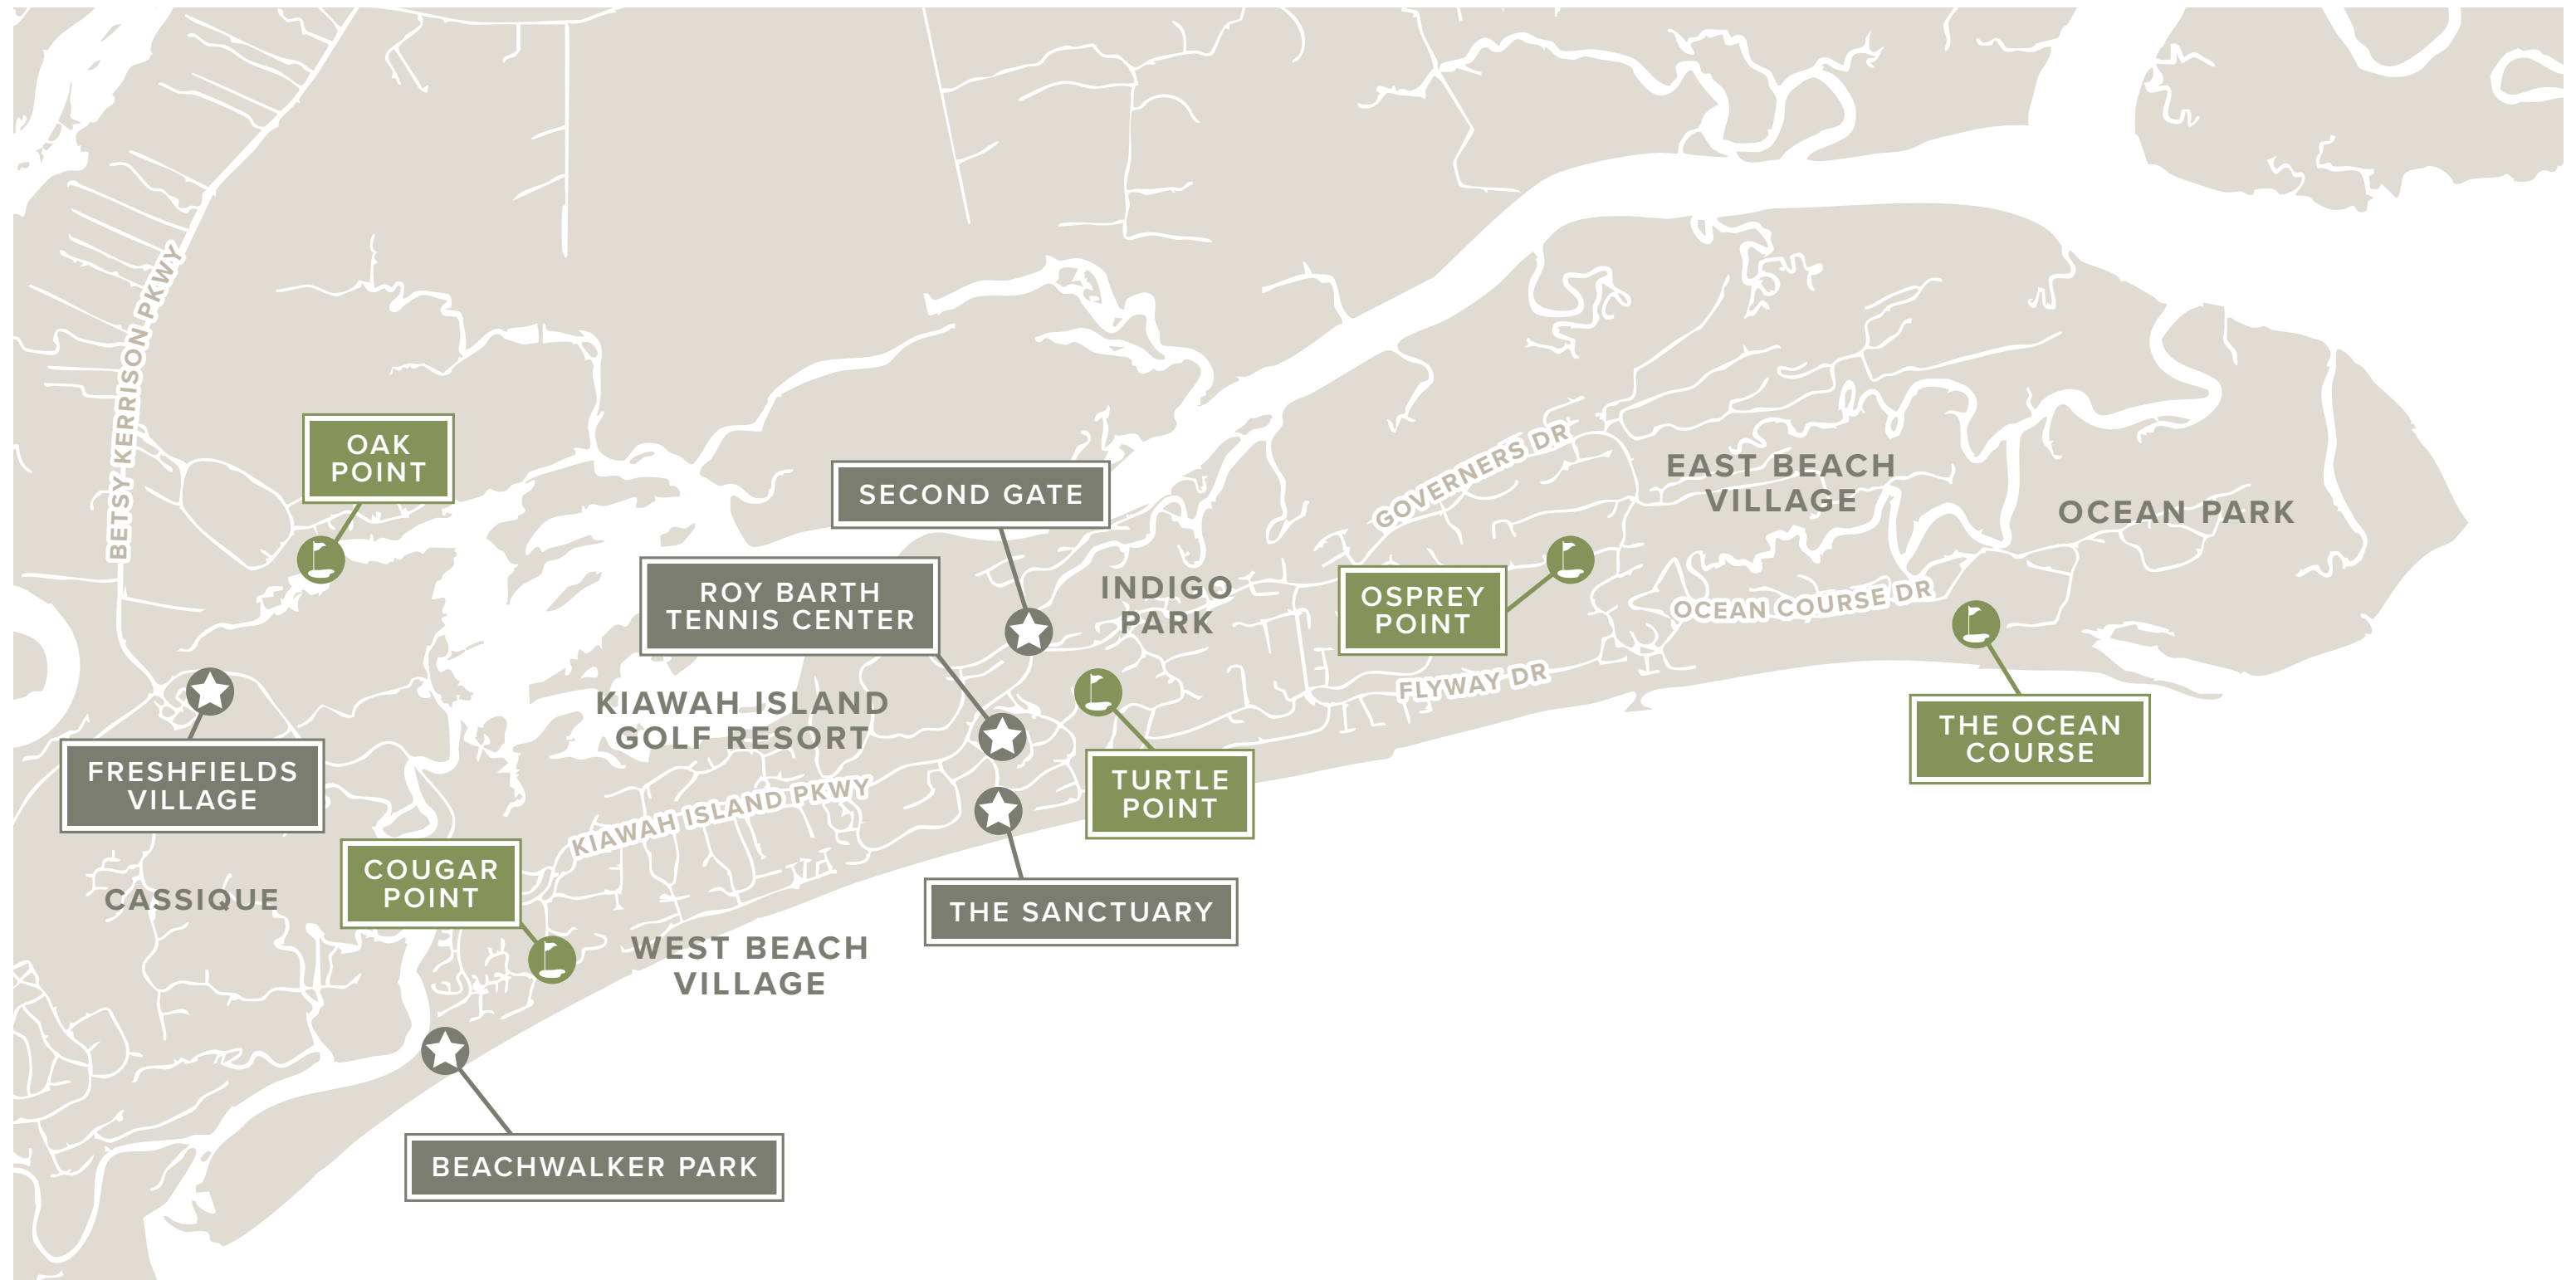 BETSY KERRISON PKWY
OAK
POINT
SECOND GATE
ROY BARTH
TENNIS CENTER
INDIGO
PARK
GOVERNERS DR
EAST BEACH
VILLAGE
OCEAN PARK
OSPREY
POINT
OCEAN COURSE DR
FLYWAY DR
THE OCEAN
COURSE
KIAWAH ISLAND
GOLF RESORT
FRESHFIELDS
VILLAGE
TURTLE
POINT
KIAWAH ISLAND PKWY
COUGAR
POINT
CASSIQUE
THE SANCTUARY
WEST BEACH
VILLAGE
BEACHWALKER PARK